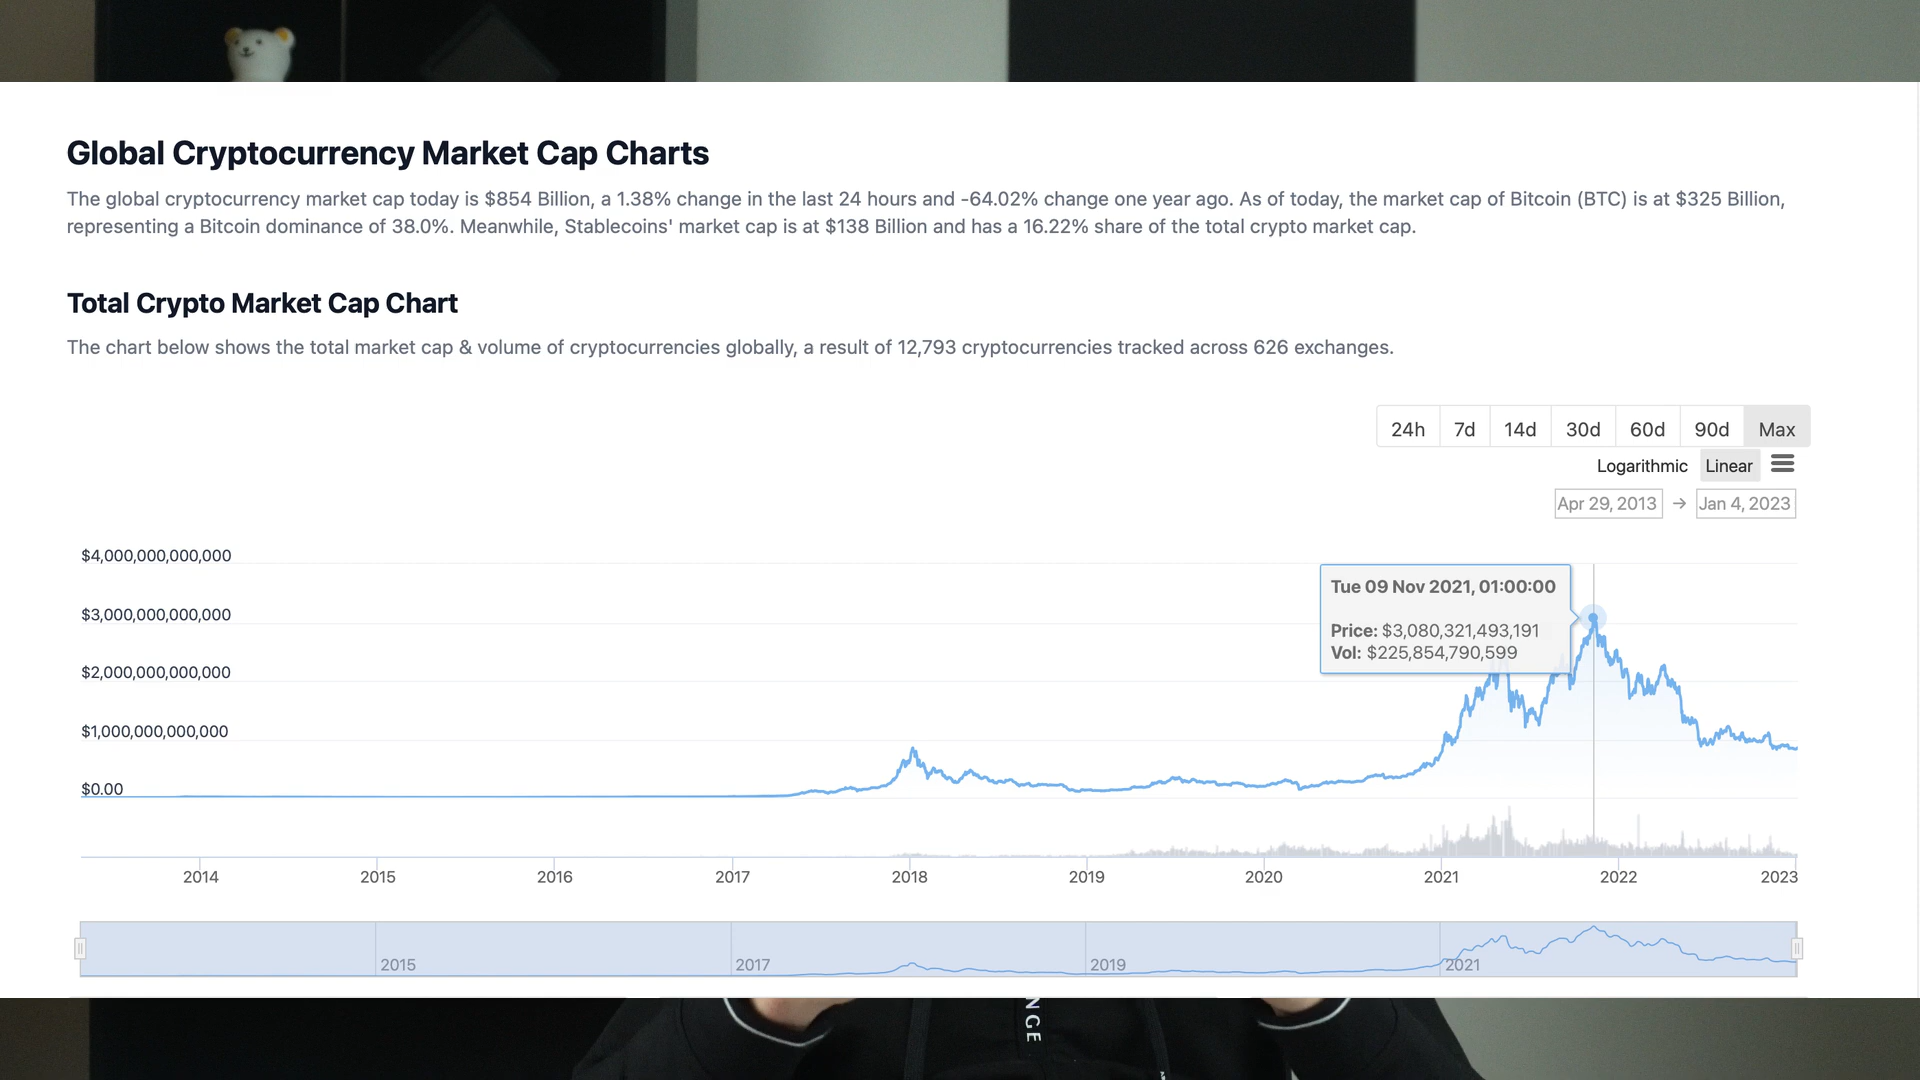 Global Cryptocurrency Market Cap Charts
The global cryptocurrency market cap today is $854 Billion, a 1.38% change in the last 24 hours and -64.02% change one year ago. As of today, the market cap of Bitcoin (BTC) is at $325 Billion,
representing a Bitcoin dominance of 38.0%. Meanwhile, Stablecoins' market cap is at $138 Billion and has a 16.22% share of the total crypto market cap.
Total Crypto Market Cap Chart
The chart below shows the total market cap & volume of cryptocurrencies globally, a result of 12,793 cryptocurrencies tracked across 626 exchanges.
24h 7d 14d 30d 60d 90d Max
Logarithmic Linear
Apr 29, 2013 → Jan 4, 2023
$4,000,000,000,000
$3,000,000,000,000
$2,000,000,000,000
$1,000,000,000,000
$0.00
Tue 09 Nov 2021, 01:00:00
Price: $3,080,321,493,191
Vol: $225,854,790,599
2014 2015 2016 2017 2018 2019 2020 2021 2022 2023
2015 2017 2019 2021
NGE